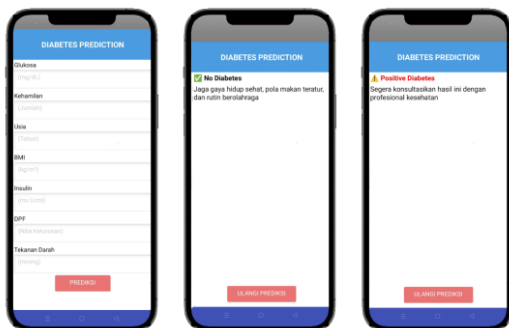 DIABETES PREDICTION
Glukosa
(mg/dL)
Kehamilan
(Jumlah)
Usia
(Tahun)
BMI
(kg/m²)
Insulin
(mu U/ml)
DPF
(Nilai Keturunan)
Tekanan Darah
(mmHg)
PREDIKSI
DIABETES PREDICTION
✅ No Diabetes
Jaga gaya hidup sehat, pola makan teratur,
dan rutin berolahraga
ULANGI PREDIKSI
DIABETES PREDICTION
⚠ Positive Diabetes
Segera konsultasikan hasil ini dengan
profesional kesehatan
ULANGI PREDIKSI